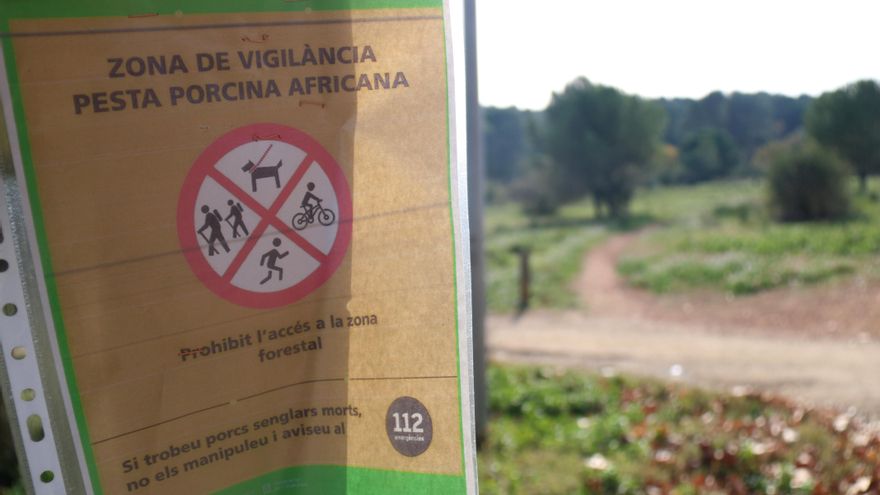 ZONA DE VIGILÀNCIA
PESTA PORCINA AFRICANA
Prohibit l'accés a la zona
forestal
Si trobeu porcs senglars morts,
no els manipuleu i aviseu al
112
emergències